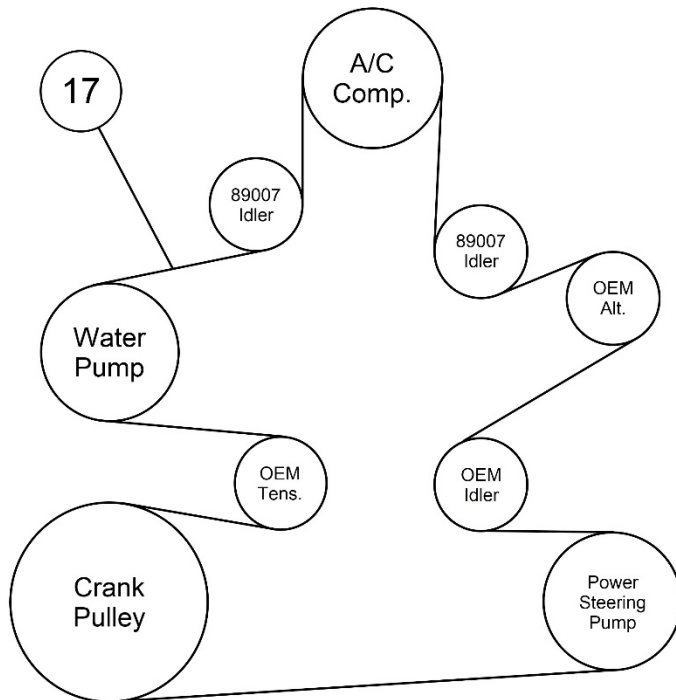 A/C
Comp.
17
89007
Idler
89007
Idler
OEM
Alt.
Water
Pump
OEM
Tens.
OEM
Idler
Crank
Pulley
Power
Steering
Pump